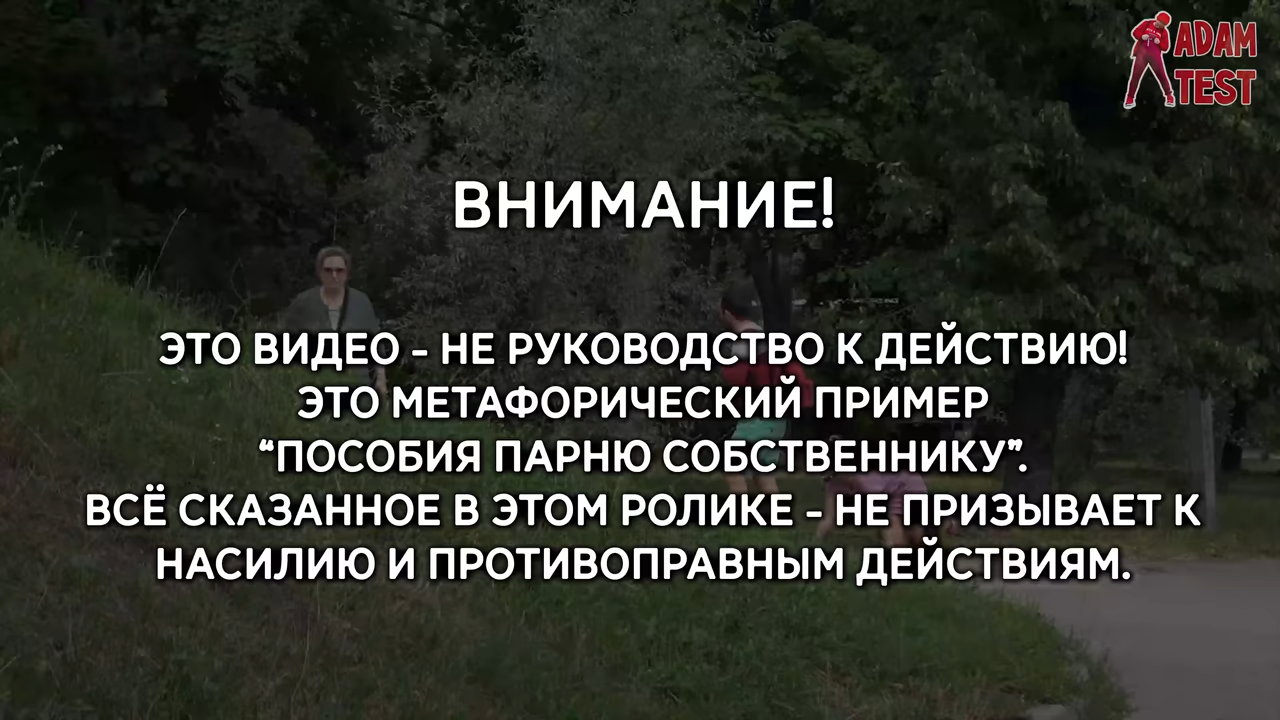 ADAM
TEST
ВНИМАНИЕ!
ЭТО ВИДЕО - НЕ РУКОВОДСТВО К ДЕЙСТВИЮ!
ЭТО МЕТАФОРИЧЕСКИЙ ПРИМЕР
“ПОСОБИЯ ПАРНЮ СОБСТВЕННИКУ”.
ВСЁ СКАЗАННОЕ В ЭТОМ РОЛИКЕ - НЕ ПРИЗЫВАЕТ К
НАСИЛИЮ И ПРОТИВОПРАВНЫМ ДЕЙСТВИЯМ.